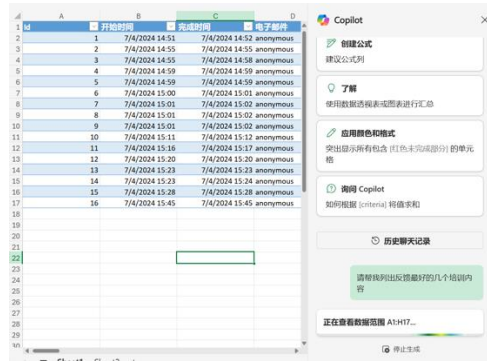 A B C D
1 Id 开始时间 完成时间 电子邮件
2 1 7/4/2024 14:51 7/4/2024 14:52 anonymous
3 2 7/4/2024 14:55 7/4/2024 14:55 anonymous
4 3 7/4/2024 14:55 7/4/2024 14:58 anonymous
5 4 7/4/2024 14:59 7/4/2024 14:59 anonymous
6 5 7/4/2024 14:59 7/4/2024 14:59 anonymous
7 6 7/4/2024 15:00 7/4/2024 15:01 anonymous
8 7 7/4/2024 15:01 7/4/2024 15:02 anonymous
9 8 7/4/2024 15:01 7/4/2024 15:02 anonymous
10 9 7/4/2024 15:01 7/4/2024 15:02 anonymous
11 10 7/4/2024 15:11 7/4/2024 15:12 anonymous
12 11 7/4/2024 15:16 7/4/2024 15:17 anonymous
13 12 7/4/2024 15:20 7/4/2024 15:20 anonymous
14 13 7/4/2024 15:23 7/4/2024 15:23 anonymous
15 14 7/4/2024 15:23 7/4/2024 15:24 anonymous
16 15 7/4/2024 15:28 7/4/2024 15:28 anonymous
17 16 7/4/2024 15:45 7/4/2024 15:45 anonymous
18
19
20
21
22
23
24
25
26
27
28
29
30
Copilot
创建公式
建议公式列
了解
使用数据透视表或图表进行汇总
应用颜色和格式
突出显示所有包含 [红色未完成部分] 的单元
格
询问 Copilot
如何根据 [criteria] 将值求和
历史聊天记录
请帮我列出反馈最好的几个培训内
容
正在查看数据范围 A1:H17...
停止生成